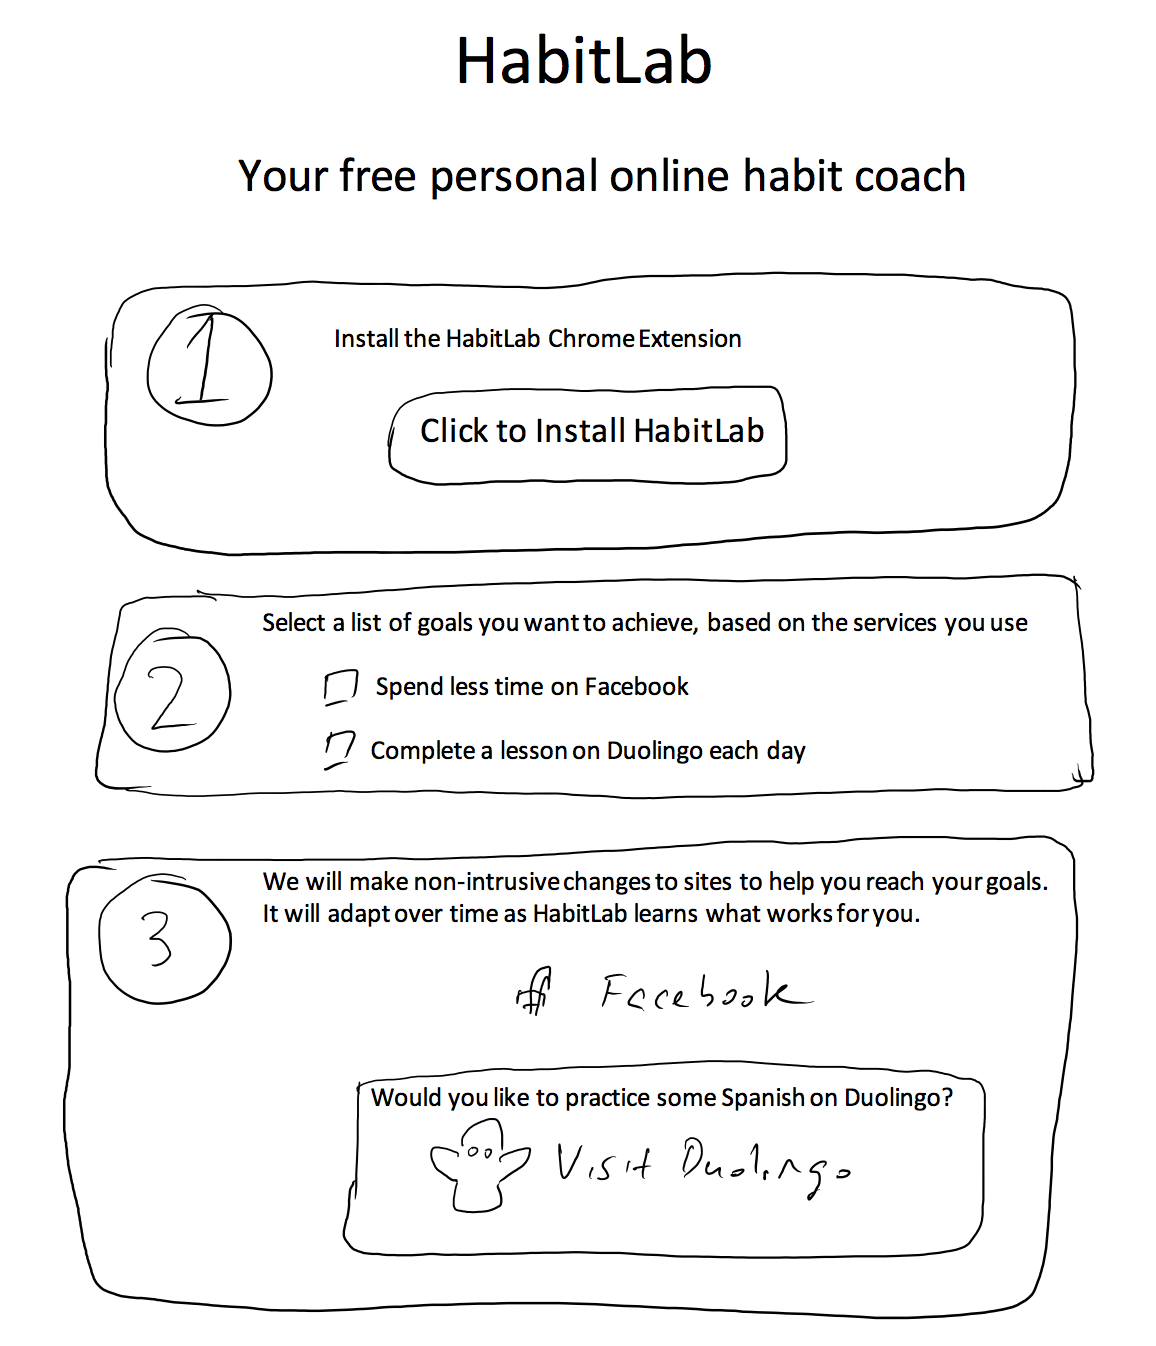 HabitLab
Your free personal online habit coach
1
Install the HabitLab Chrome Extension
Click to Install HabitLab
2
Select a list of goals you want to achieve, based on the services you use
Spend less time on Facebook
Complete a lesson on Duolingo each day
3
We will make non-intrusive changes to sites to help you reach your goals.
It will adapt over time as HabitLab learns what works for you.
Facebook
Would you like to practice some Spanish on Duolingo?
Visit Duolingo